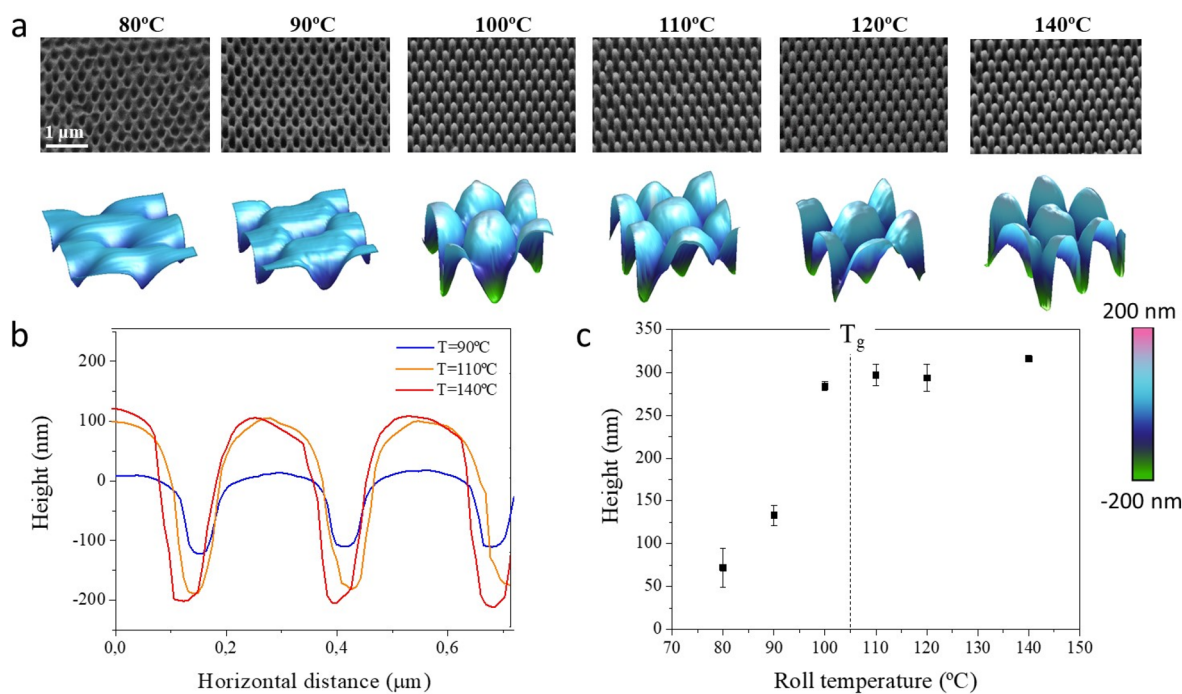 a
80ºC 90ºC 100ºC 110ºC 120ºC 140ºC
1 µm
b
T=90ºC
T=110ºC
T=140ºC
200
100
0
-100
-200
Height (nm)
0,0 0,2 0,4 0,6
Horizontal distance (µm)
c
Tg
350
300
250
200
150
100
50
0
Height (nm)
70 80 90 100 110 120 130 140 150
Roll temperature (ºC)
200 nm
-200 nm